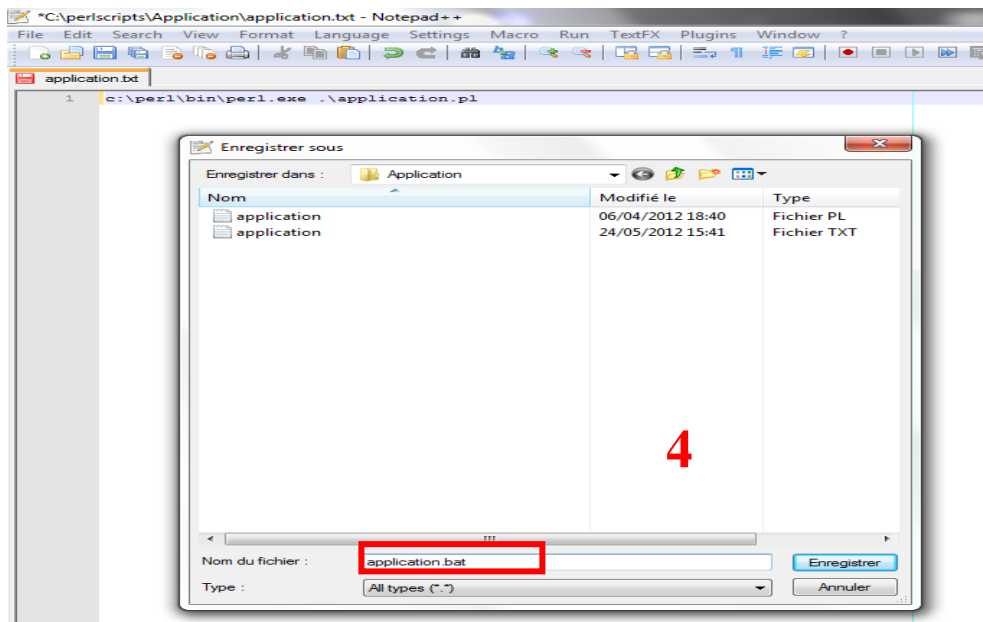 *C:\perlscripts\Application\application.txt - Notepad++
File Edit Search View Format Language Settings Macro Run TextFX Plugins Window ?
application.txt
1 c:\perl\bin\perl.exe .\application.pl
Enregistrer sous
Enregistrer dans : Application
Nom Modifié le Type
application 06/04/2012 18:40 Fichier PL
application 24/05/2012 15:41 Fichier TXT
4
Nom du fichier : application.bat Enregistrer
Type : All types (*.*) Annuler